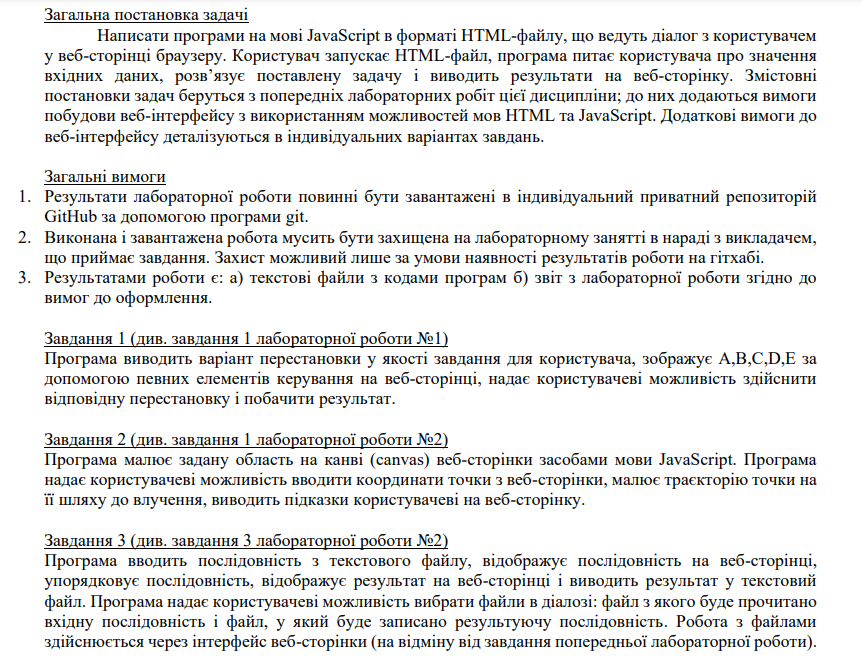 Загальна постановка задачі
Написати програми на мові JavaScript в форматі HTML-файлу, що ведуть діалог з користувачем
у веб-сторінці браузеру. Користувач запускає HTML-файл, програма питає користувача про значення
вхідних даних, розв’язує поставлену задачу і виводить результати на веб-сторінку. Змістовні
постановки задач беруться з попередніх лабораторних робіт цієї дисципліни; до них додаються вимоги
побудови веб-інтерфейсу з використанням можливостей мов HTML та JavaScript. Додаткові вимоги до
веб-інтерфейсу деталізуються в індивідуальних варіантах завдань.
Загальні вимоги
1. Результати лабораторної роботи повинні бути завантажені в індивідуальний приватний репозиторій
GitHub за допомогою програми git.
2. Виконана і завантажена робота мусить бути захищена на лабораторному занятті в нараді з викладачем,
що приймає завдання. Захист можливий лише за умови наявності результатів роботи на гітхабі.
3. Результатами роботи є: а) текстові файли з кодами програм б) звіт з лабораторної роботи згідно до
вимог до оформлення.
Завдання 1 (див. завдання 1 лабораторної роботи №1)
Програма виводить варіант перестановки у якості завдання для користувача, зображує A,B,C,D,E за
допомогою певних елементів керування на веб-сторінці, надає користувачеві можливість здійснити
відповідну перестановку і побачити результат.
Завдання 2 (див. завдання 1 лабораторної роботи №2)
Програма малює задану область на канві (canvas) веб-сторінки засобами мови JavaScript. Програма
надає користувачеві можливість вводити координати точки з веб-сторінки, малює траєкторію точки на
її шляху до влучення, виводить підказки користувачеві на веб-сторінку.
Завдання 3 (див. завдання 3 лабораторної роботи №2)
Програма вводить послідовність з текстового файлу, відображує послідовність на веб-сторінці,
упорядковує послідовність, відображує результат на веб-сторінці і виводить результат у текстовий
файл. Програма надає користувачеві можливість вибрати файли в діалозі: файл з якого буде прочитано
вхідну послідовність і файл, у який буде записано результуючу послідовність. Робота з файлами
здійснюється через інтерфейс веб-сторінки (на відміну від завдання попередньої лабораторної роботи).